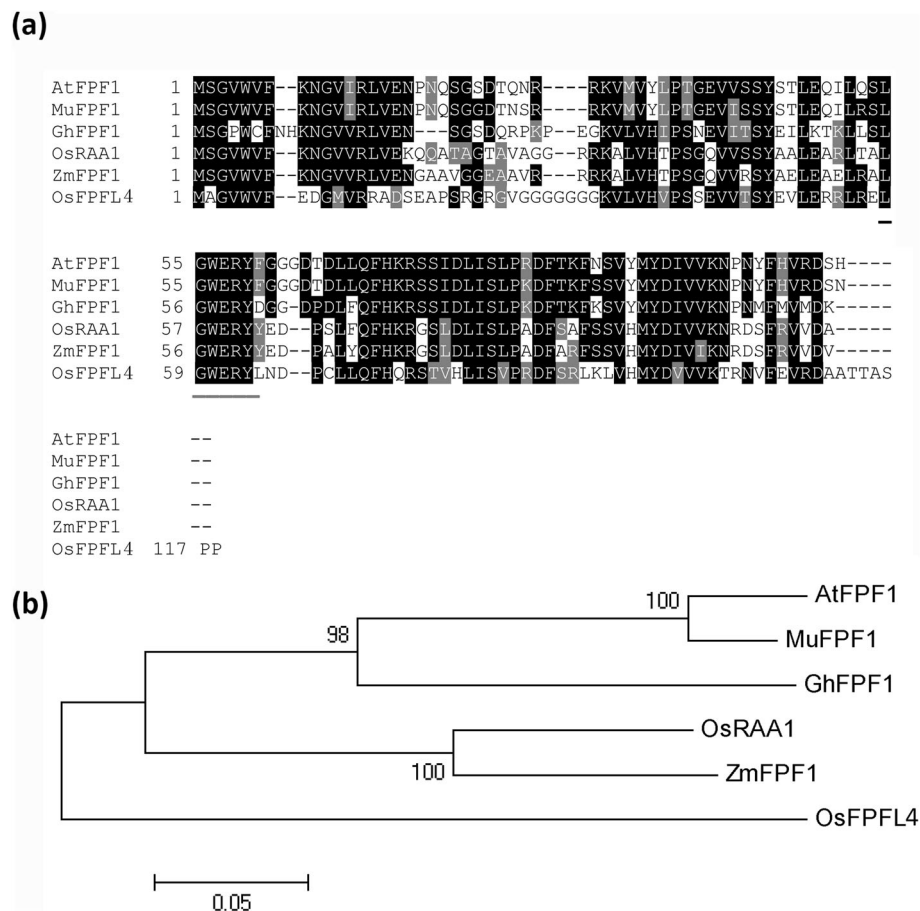 (a)
AtFPF1 1 MSGVWVF--KNGVIRLVENPNQSGSDTQNR----RKVMVYLPTGEVVSSYSTLEQILQSL
MuFPF1 1 MSGVWVF--KNGVIRLVENPNQSGGDTNSR----RKVMVYLPTGEVISSYSTLEQILRSL
GhFPF1 1 MSGPWCFNHKNGVVRLVEN---SGSDQRPKP--EGKVLVHIPSNEVITSYEILKTKLLSL
OsRAA1 1 MSGVWVF--KNGVVRLVEKQQATAGTAVAGG--RRKALVHTPSGQVVSSYAALEARLTAL
ZmFPF1 1 MSGVWVF--KNGVVRLVENGAAVGGEAAVR---RRKALVHTPSGQVVRSYAELEAELRAL
OsFPFL4 1 MAGVWVF--EDGMVRRADSEAPSRGRGVGGGGGGGKVLVHVPSSEVVTSYEVLERRLREL
AtFPF1 55 GWERYFGGGDTDLLQFHKRSSIDLISLPRDFTKFNSVYMYDIVVKNPNYFHVRDSH----
MuFPF1 55 GWERYFGGGDTDLLQFHKRSSIDLISLPKDFTKFSSVYMYDIVVKNPNYFHVRDSN----
GhFPF1 56 GWERYDGG-DPDLFQFHKRSSIDLISLPRDFTKFKSVYMYDIVVKNPNMFMVMDK-----
OsRAA1 57 GWERYYED--PSLFQFHKRGSLDLISLPADFSAFSSVHMYDIVVKNRDSFRVVDA-----
ZmFPF1 56 GWERYYED--PALYQFHKRGSLDLISLPADFARFSSVHMYDIVIKNRDSFRVVDV-----
OsFPFL4 59 GWERYLND--PCLLQFHQRSTVHLISVPRDFSRLKLVHMYDVVVKTRNVFEVRDAATTAS
AtFPF1 --
MuFPF1 --
GhFPF1 --
OsRAA1 --
ZmFPF1 --
OsFPFL4 117 PP
(b)
100
AtFPF1
98
MuFPF1
GhFPF1
OsRAA1
100
ZmFPF1
OsFPFL4
0.05